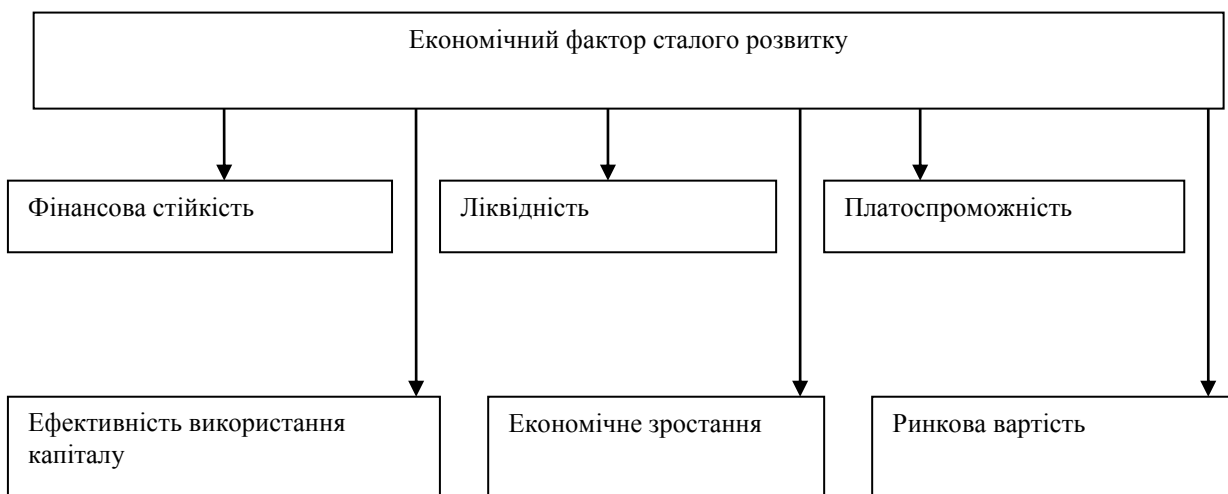 Економічний фактор сталого розвитку
Фінансова стійкість
Ліквідність
Платоспроможність
Ефективність використання
капіталу
Економічне зростання
Ринкова вартість